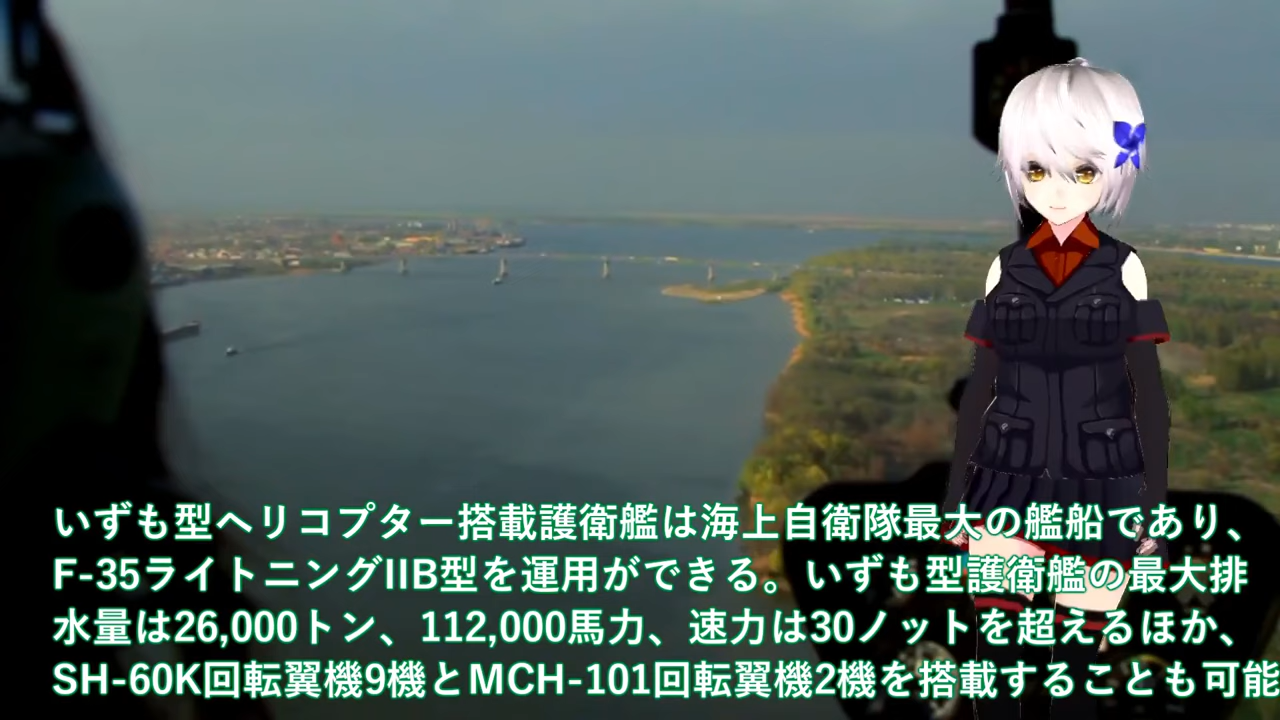 いずも型ヘリコプター搭載護衛艦は海上自衛隊最大の艦船であり、
F-35ライトニングIIB型を運用ができる。いずも型護衛艦の最大排
水量は26,000トン、112,000馬力、速力は30ノットを超えるほか、
SH-60K回転翼機9機とMCH-101回転翼機2機を搭載することも可能